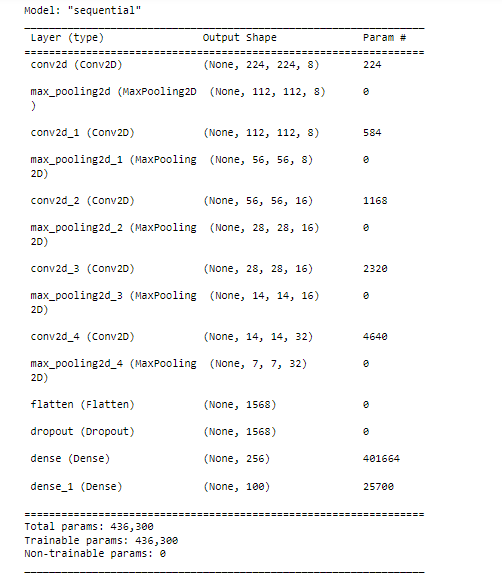 Model: "sequential"
_________________________________________________________________
Layer (type) Output Shape Param #
=================================================================
conv2d (Conv2D) (None, 224, 224, 8) 224
max_pooling2d (MaxPooling2D (None, 112, 112, 8) 0
)
conv2d_1 (Conv2D) (None, 112, 112, 8) 584
max_pooling2d_1 (MaxPooling (None, 56, 56, 8) 0
2D)
conv2d_2 (Conv2D) (None, 56, 56, 16) 1168
max_pooling2d_2 (MaxPooling (None, 28, 28, 16) 0
2D)
conv2d_3 (Conv2D) (None, 28, 28, 16) 2320
max_pooling2d_3 (MaxPooling (None, 14, 14, 16) 0
2D)
conv2d_4 (Conv2D) (None, 14, 14, 32) 4640
max_pooling2d_4 (MaxPooling (None, 7, 7, 32) 0
2D)
flatten (Flatten) (None, 1568) 0
dropout (Dropout) (None, 1568) 0
dense (Dense) (None, 256) 401664
dense_1 (Dense) (None, 100) 25700
=================================================================
Total params: 436,300
Trainable params: 436,300
Non-trainable params: 0
_________________________________________________________________